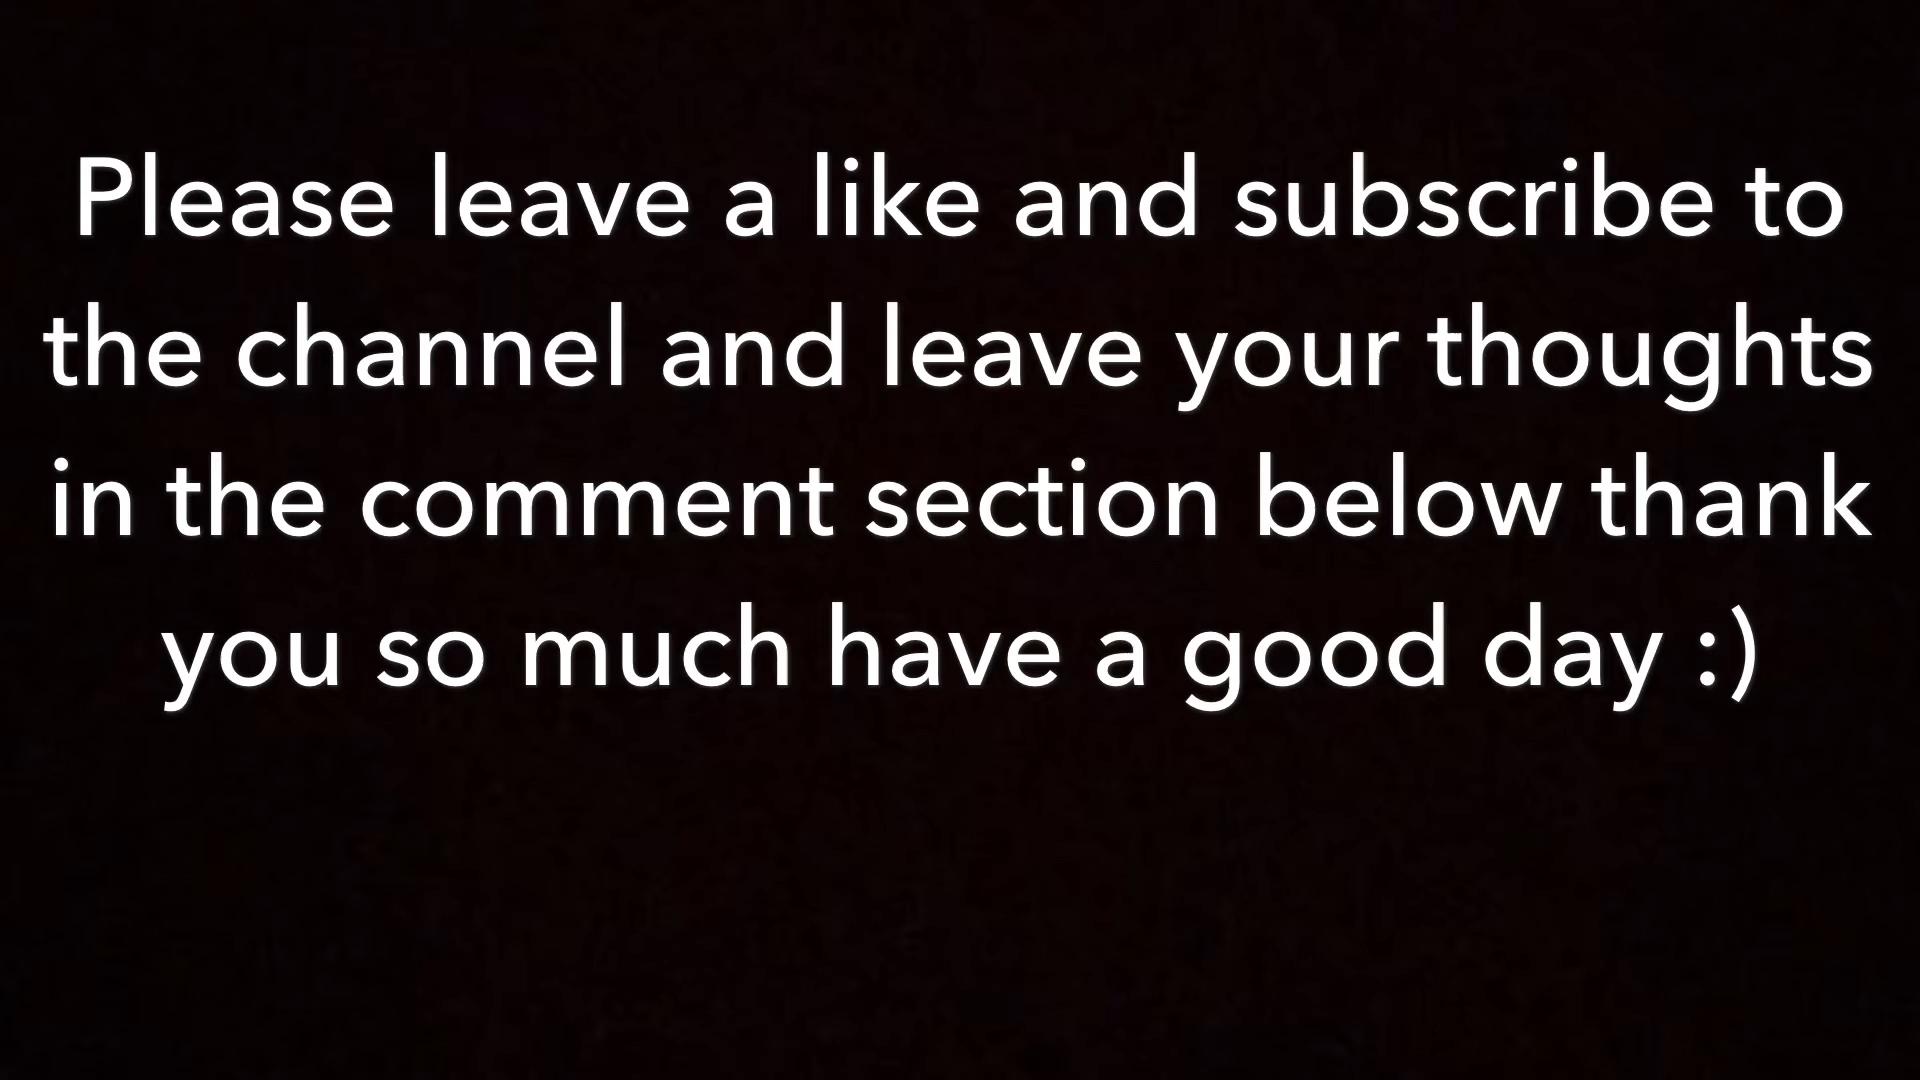 Please leave a like and subscribe to
the channel and leave your thoughts
in the comment section below thank
you so much have a good day :)